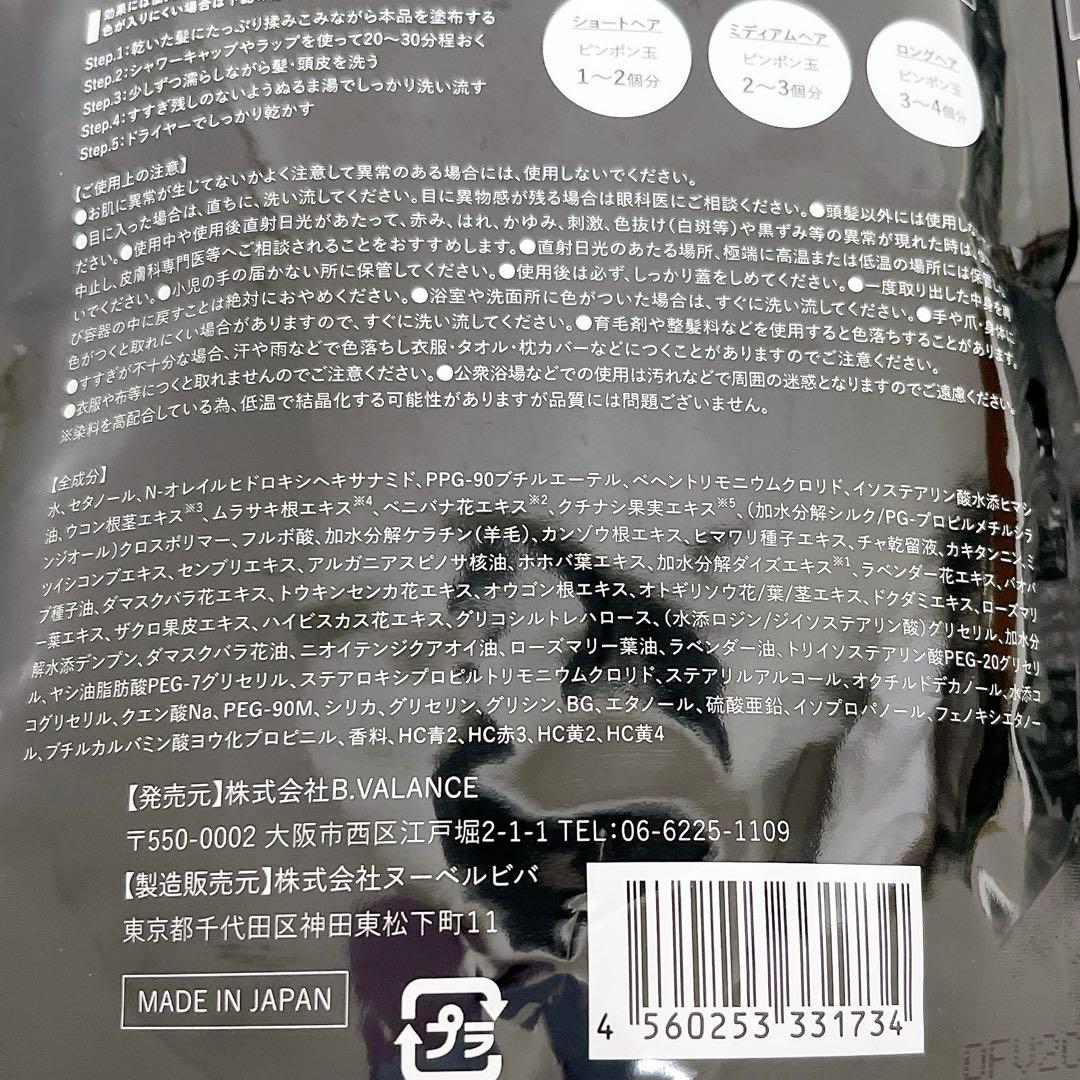 色が入りにくい場合は
Step.1:乾いた髪にたっぷり揉みこみながら本品を塗布する
Step.2:シャワーキャップやラップを使って20〜30分程おく
Step.3:少しずつ濡らしながら髪・頭皮を洗う
Step.4:すすぎ残しのないようぬるま湯でしっかり洗い流す
Step.5:ドライヤーでしっかり乾かす
ショートヘア
ピンポン玉
1〜2個分
ミディアムヘア
ピンポン玉
2〜3個分
ロングヘア
ピンポン玉
3〜4個分
【ご使用上の注意】
●お肌に異常が生じてないかよく注意して異常のある場合には、使用しないでください。
●目に入った場合は、直ちに、洗い流してください。目に異物感が残る場合は眼科医にご相談ください。●頭髪以外には使用し
ださい。●使用中や使用後直射日光があたって、赤み、はれ、かゆみ、刺激、色抜け(白斑等)や黒ずみ等の異常が現れた時は、
中止し、皮膚科専門医等へご相談されることをおすすめします。●直射日光のあたる場所、極端に高温または低温の場所には保管し
いでください。●小児の手の届かない所に保管してください。●使用後は必ず、しっかり蓋をしめてください。●一度取り出した中身を
び容器の中に戻すことは絶対におやめください。●浴室や洗面所に色がついた場合は、すぐに洗い流してください。●手や爪・身体に
色がつくと取れにくい場合がありますので、すぐに洗い流してください。●育毛剤や整髪料などを使用すると色落ちすることがあります。
●すすぎが不十分な場合、汗や雨などで色落ちし衣服・タオル・枕カバーなどにつくことがありますのでご注意ください。
●衣服や布等につくと取れませんのでご注意ください。●公衆浴場などでの使用は汚れなどで周囲の迷惑となりますのでご遠慮ください。
※染料を高配合している為、低温で結晶化する可能性がありますが品質には問題ございません。
【全成分】
水、セタノール、N-オレイルヒドロキシヘキサナミド、PPG-90ブチルエーテル、ベヘントリモニウムクロリド、イソステアリン酸水添ヒマシ
油、ウコン根茎エキス※3、ムラサキ根エキス※4、ベニバナ花エキス※2、クチナシ果実エキス※5、(加水分解シルク/PG-プロピルメチルシラ
ンジオール)クロスポリマー、フルボ酸、加水分解ケラチン(羊毛)、カンゾウ根エキス、ヒマワリ種子エキス、チャ乾留液、カキタンニン、ミ
ツイシコンブエキス、センブリエキス、アルガニアスピノサ核油、ホホバ葉エキス、加水分解ダイズエキス※1、ラベンダー花エキス、バオバ
ブ種子油、ダマスクバラ花エキス、トウキンセンカ花エキス、オウゴン根エキス、オトギリソウ花/葉/茎エキス、ドクダミエキス、ローズマリ
ー葉エキス、ザクロ果皮エキス、ハイビスカス花エキス、グリコシルトレハロース、(水添ロジン/ジイソステアリン酸)グリセリル、加水分
解水添デンプン、ダマスクバラ花油、ニオイテンジクアオイ油、ローズマリー葉油、ラベンダー油、トリイソステアリン酸PEG-20グリセリ
ル、ヤシ油脂肪酸PEG-7グリセリル、ステアロキシプロピルトリモニウムクロリド、ステアリルアルコール、オクチルドデカノール、水添コ
コグリセリル、クエン酸Na、PEG-90M、シリカ、グリセリン、グリシン、BG、エタノール、硫酸亜鉛、イソプロパノール、フェノキシエタノー
ル、ブチルカルバミン酸ヨウ化プロピニル、香料、HC青2、HC赤3、HC黄2、HC黄4
【発売元】株式会社B.VALANCE
〒550-0002 大阪市西区江戸堀2-1-1 TEL:06-6225-1109
【製造販売元】株式会社ヌーベルビバ
東京都千代田区神田東松下町11
MADE IN JAPAN
プラ
4 560253 331734